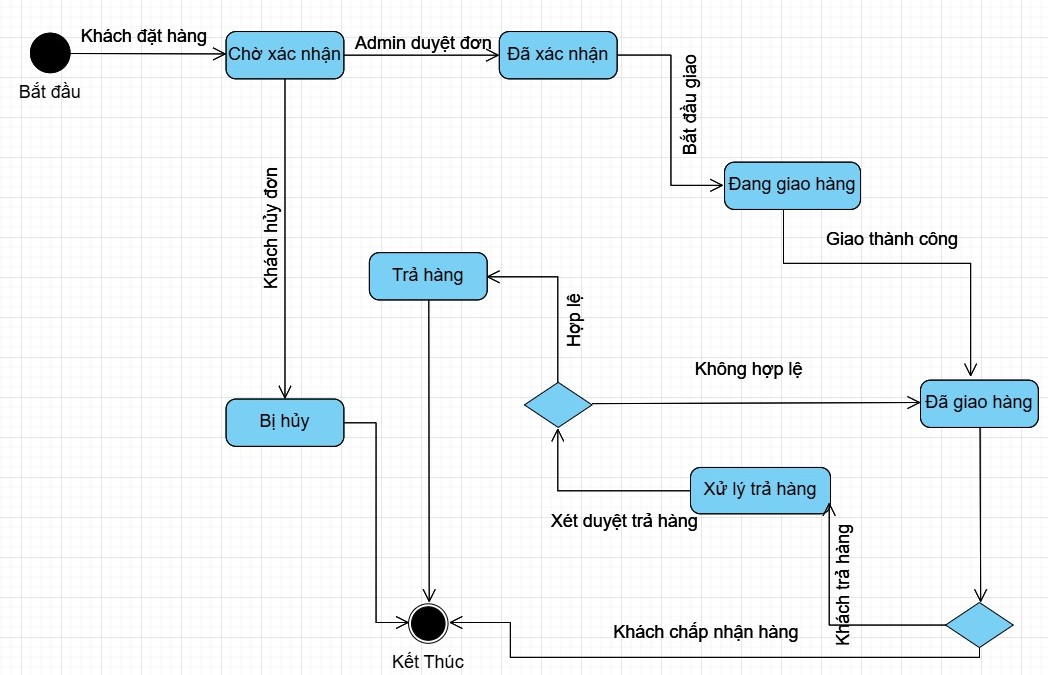 Khách đặt hàng
Chờ xác nhận
Admin duyệt đơn
Đã xác nhận
Bắt đầu
Bắt đầu giao
Đang giao hàng
Khách hủy đơn
Giao thành công
Trả hàng
Hợp lệ
Không hợp lệ
Đã giao hàng
Bị hủy
Xử lý trả hàng
Xét duyệt trả hàng
Khách trả hàng
Khách chấp nhận hàng
Kết Thúc